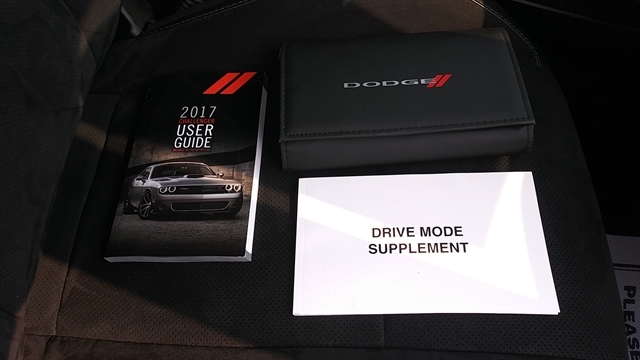 2017
CHALLENGER
USER
GUIDE
DODGE
DRIVE MODE
SUPPLEMENT
PLEAS